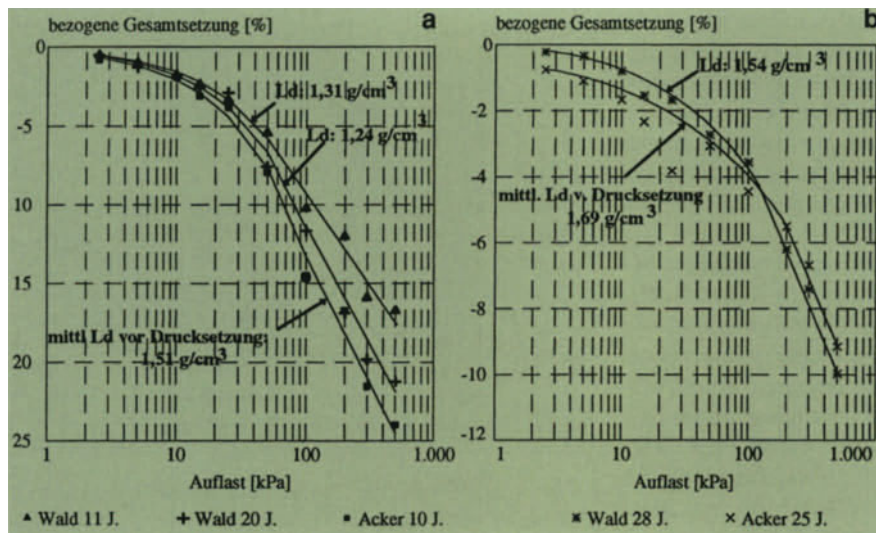 bezogene Gesamtsetzung [%]
a
0
-5
10
15
20
25
Ld: 1,31 g/cm3
Ld: 1,24 g/cm3
mittl Ld vor Drucksetzung:
1,51 g/cm3
1
10
100
1.000
Auflast [kPa]
bezogene Gesamtsetzung [%]
b
0
-2
-4
-6
-8
-10
-12
Ld: 1,54 g/cm3
mittl. Ld v. Drucksetzung
1,69 g/cm3
1
10
100
1.000
Auflast [kPa]
▲ Wald 11 J.
+ Wald 20 J.
■ Acker 10 J.
Wald 28 J.
× Acker 25 J.